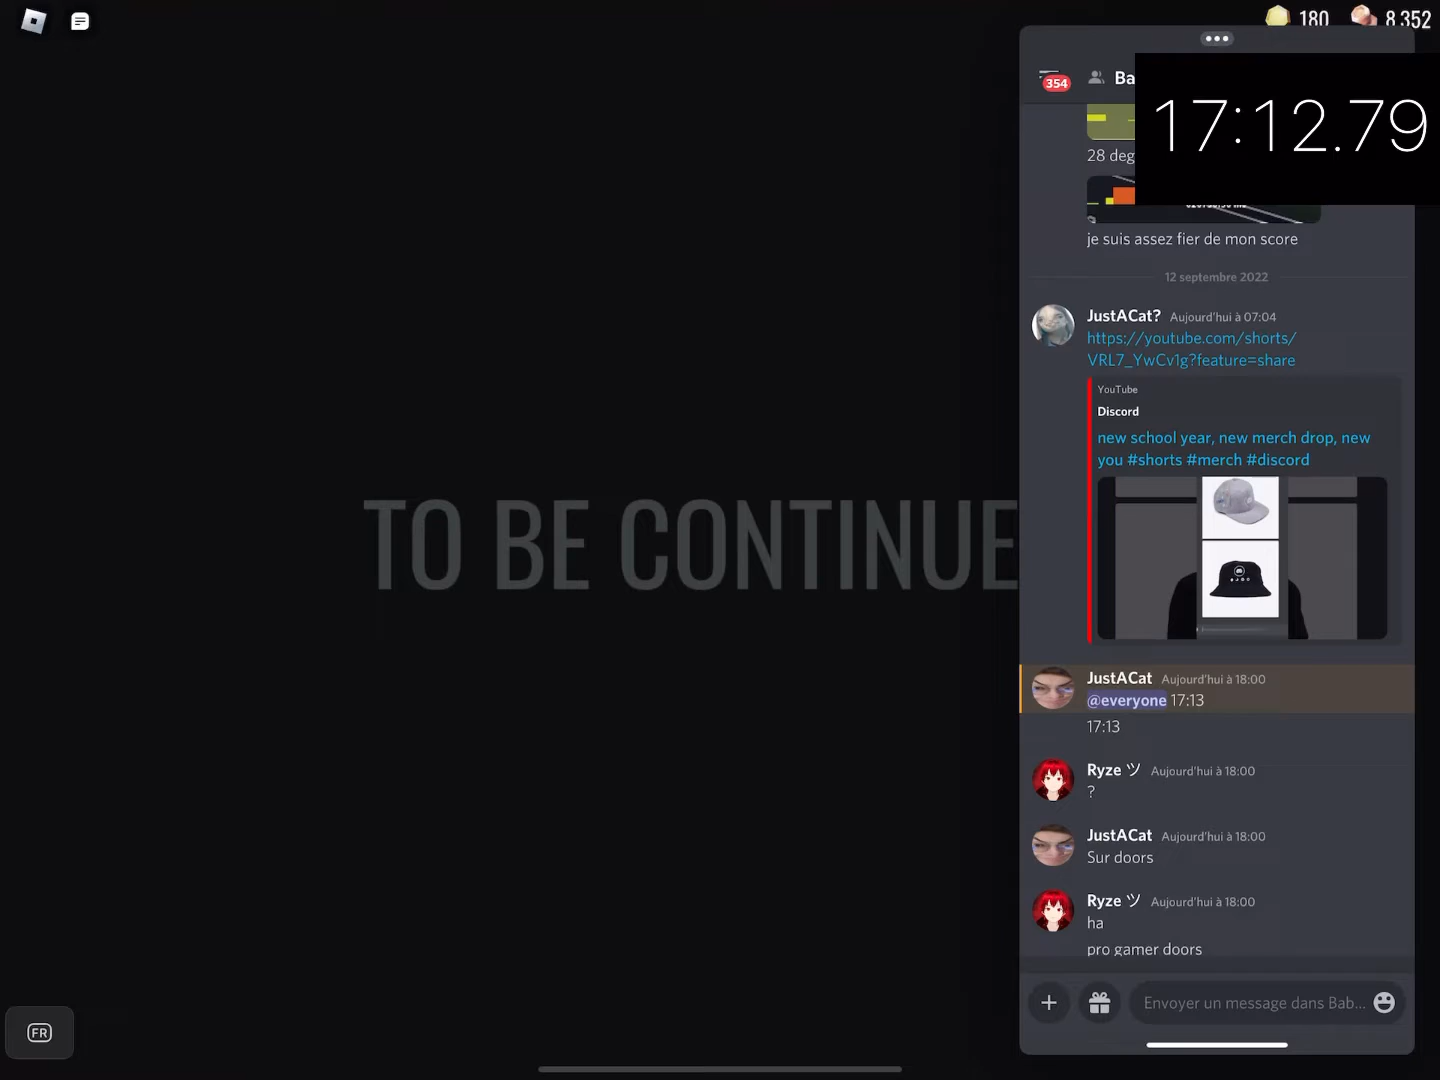 180 8 352
354 Ba
17:12.79
28 deg
je suis assez fier de mon score
12 septembre 2022
JustACat? Aujourd'hui à 07:04
https://youtube.com/shorts/
VRL7_YwCv1g?feature=share
YouTube
Discord
new school year, new merch drop, new
you #shorts #merch #discord
TO BE CONTINUE
JustACat Aujourd'hui à 18:00
@everyone 17:13
17:13
Ryze ツ Aujourd'hui à 18:00
?
JustACat Aujourd'hui à 18:00
Sur doors
Ryze ツ Aujourd'hui à 18:00
ha
pro gamer doors
Envoyer un message dans Bab...
FR